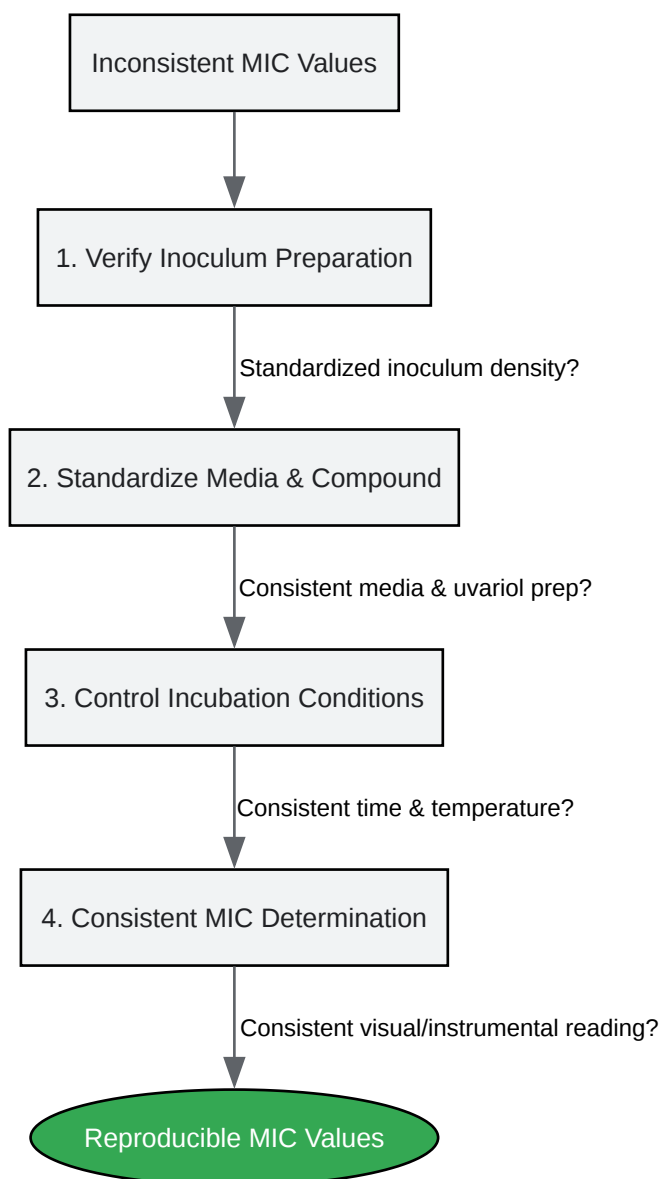 Inconsistent MIC Values
1. Verify Inoculum Preparation
Standardized inoculum density?
2. Standardize Media & Compound
Consistent media & uvariol prep?
3. Control Incubation Conditions
Consistent time & temperature?
4. Consistent MIC Determination
Consistent visual/instrumental reading?
Reproducible MIC Values